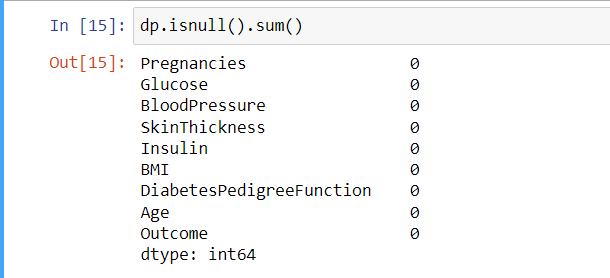 In [15]: dp.isnull().sum()
Out[15]: Pregnancies 0
Glucose 0
BloodPressure 0
SkinThickness 0
Insulin 0
BMI 0
DiabetesPedigreeFunction 0
Age 0
Outcome 0
dtype: int64